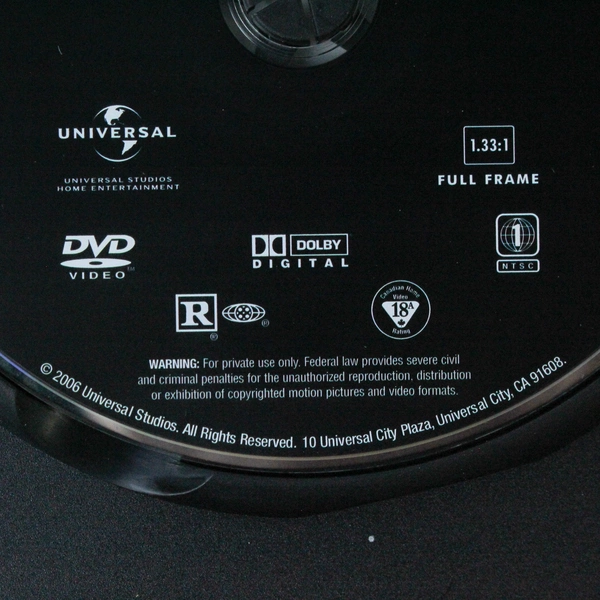 UNIVERSAL
UNIVERSAL STUDIOS
HOME ENTERTAINMENT
1.33:1
FULL FRAME
DVD
VIDEO
DOLBY
DIGITAL
1
NTSC
R
Canadian Home
Video
18A
Rating
WARNING: For private use only. Federal law provides severe civil
and criminal penalties for the unauthorized reproduction, distribution
or exhibition of copyrighted motion pictures and video formats.
© 2006 Universal Studios. All Rights Reserved. 10 Universal City Plaza, Universal City, CA 91608.